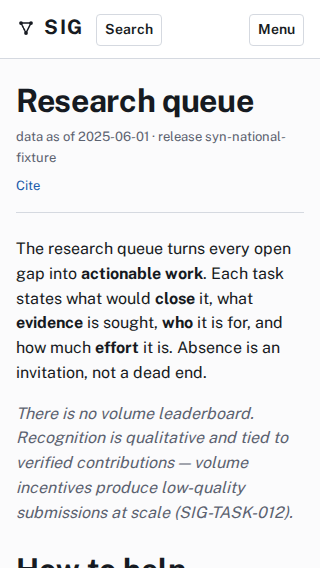 SIG
Search
Menu
Research queue
data as of 2025-06-01 · release syn-national-
fixture
Cite
The research queue turns every open
gap into actionable work. Each task
states what would close it, what
evidence is sought, who it is for, and
how much effort it is. Absence is an
invitation, not a dead end.
There is no volume leaderboard.
Recognition is qualitative and tied to
verified contributions — volume
incentives produce low-quality
submissions at scale (SIG-TASK-012).
How to help